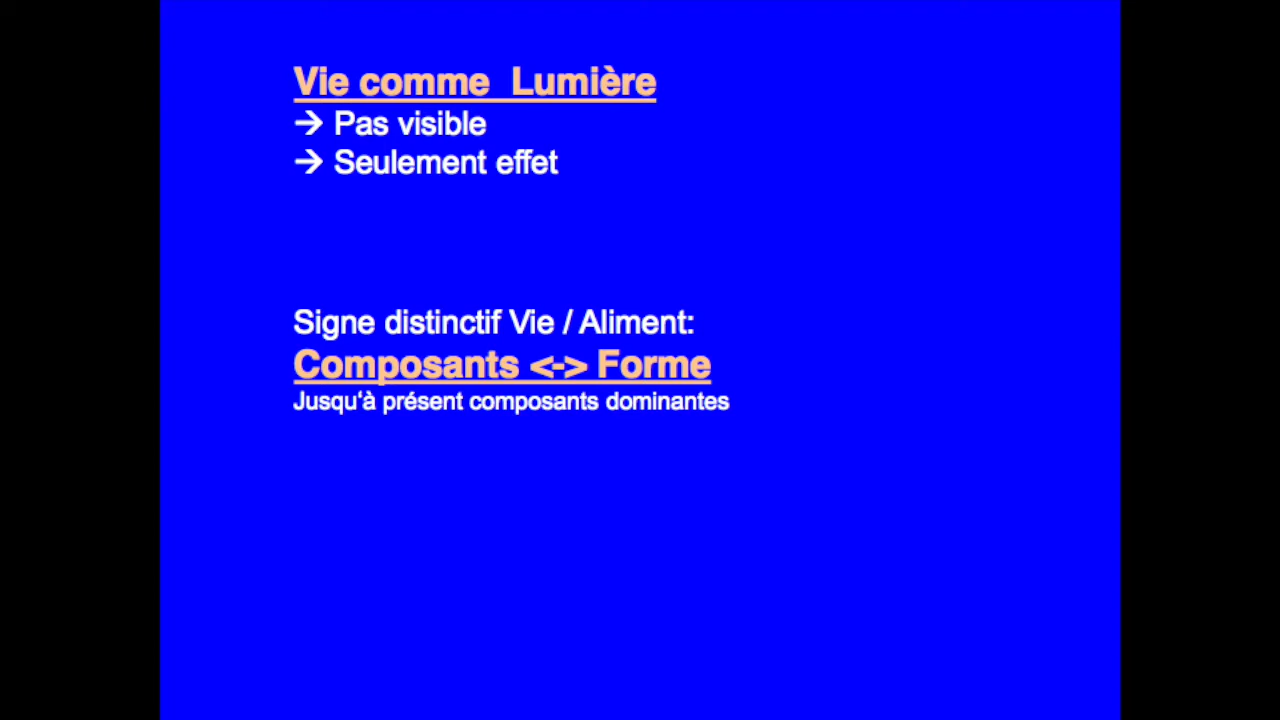 Vie comme  Lumière
→ Pas visible
→ Seulement effet
Signe distinctif Vie / Aliment:
Composants <-> Forme
Jusqu‘à présent composants dominantes